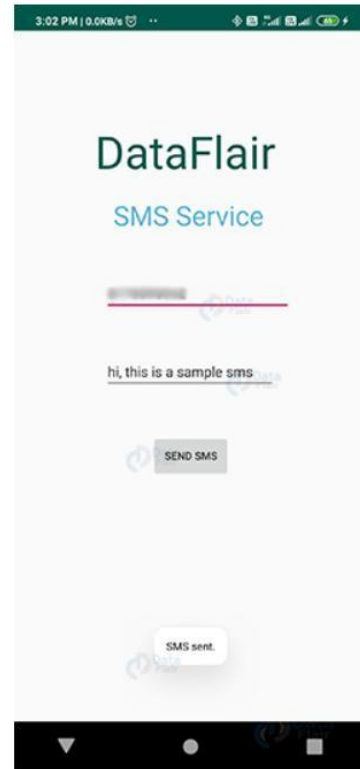 3:02 PM | 0.0KB/s
DataFlair
SMS Service
hi, this is a sample sms
SEND SMS
SMS sent.